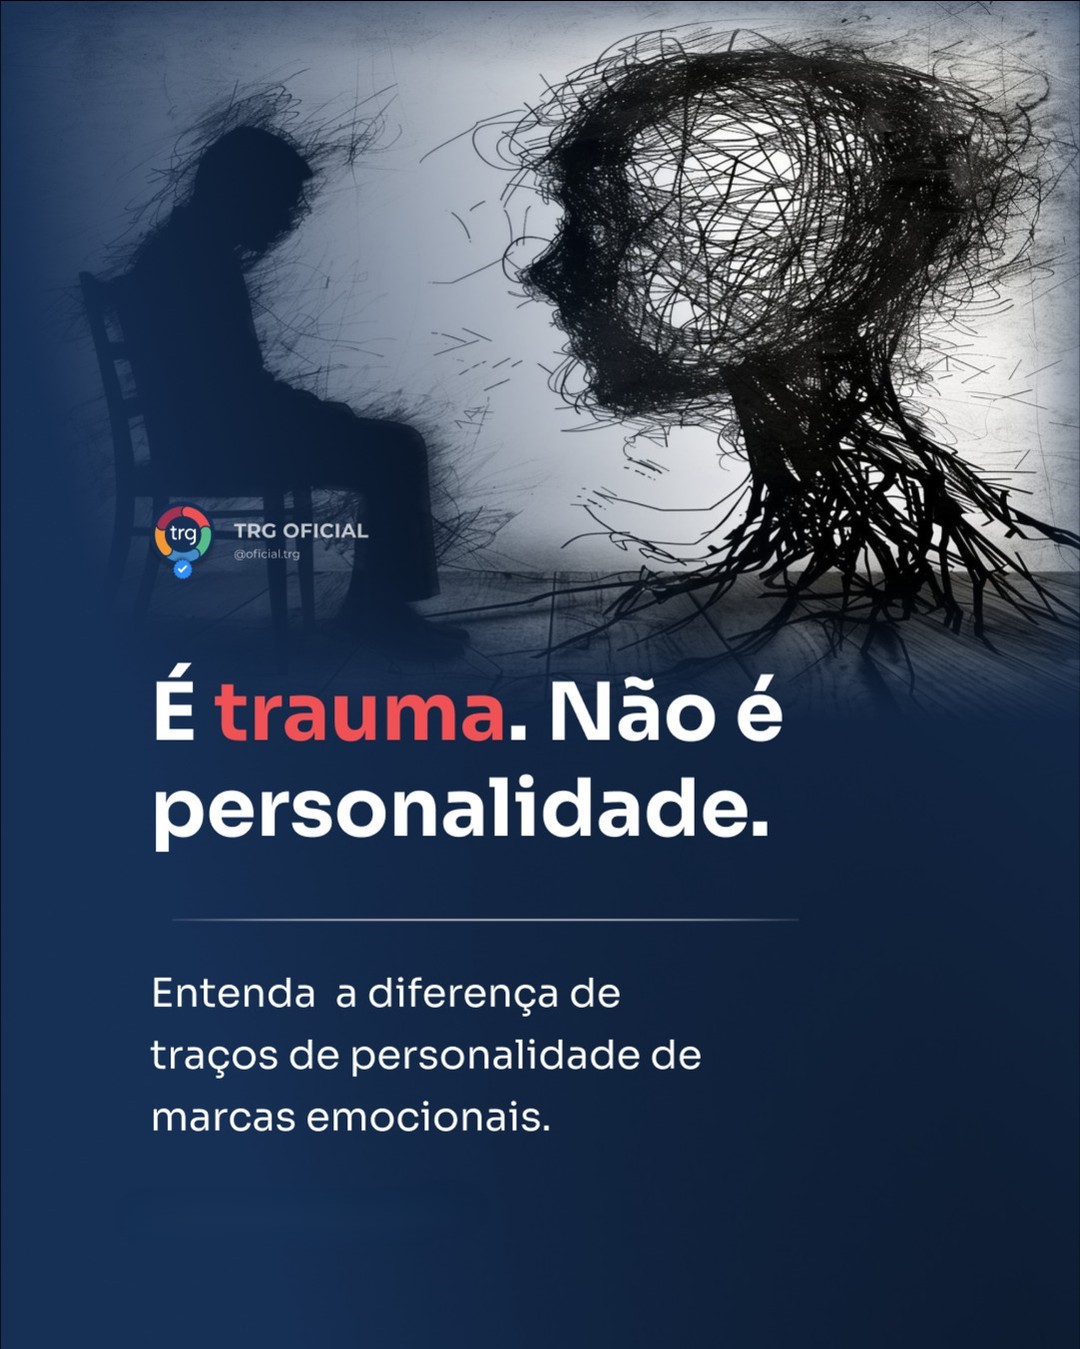 trg
TRG OFICIAL
@oficial.trg
É trauma. Não é
personalidade.
Entenda a diferença de
traços de personalidade de
marcas emocionais.